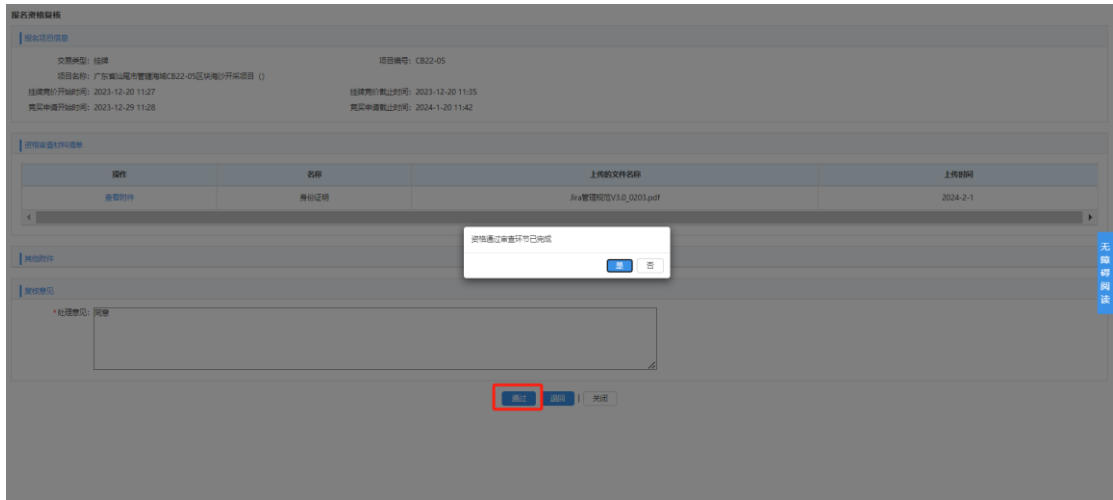 报名资格复核
报名项目信息
交易类型: 挂牌 项目编号: CB22-05
项目名称: 广东省汕尾市管辖海域CB22-05区块海沙开采项目 ()
挂牌竞价开始时间: 2023-12-20 11:27 挂牌竞价截止时间: 2023-12-20 11:35
竞买申请开始时间: 2023-12-29 11:28 竞买申请截止时间: 2024-1-20 11:42
资格审查材料清单
操作 名称 上传的文件名称 上传时间
查看附件 身份证明 Jira管理规范V3.0_0203.pdf 2024-2-1
资格通过审查环节已完成
是 否
其他附件
复核意见
*处理意见: 同意
通过 退回 | 关闭
无障碍阅读